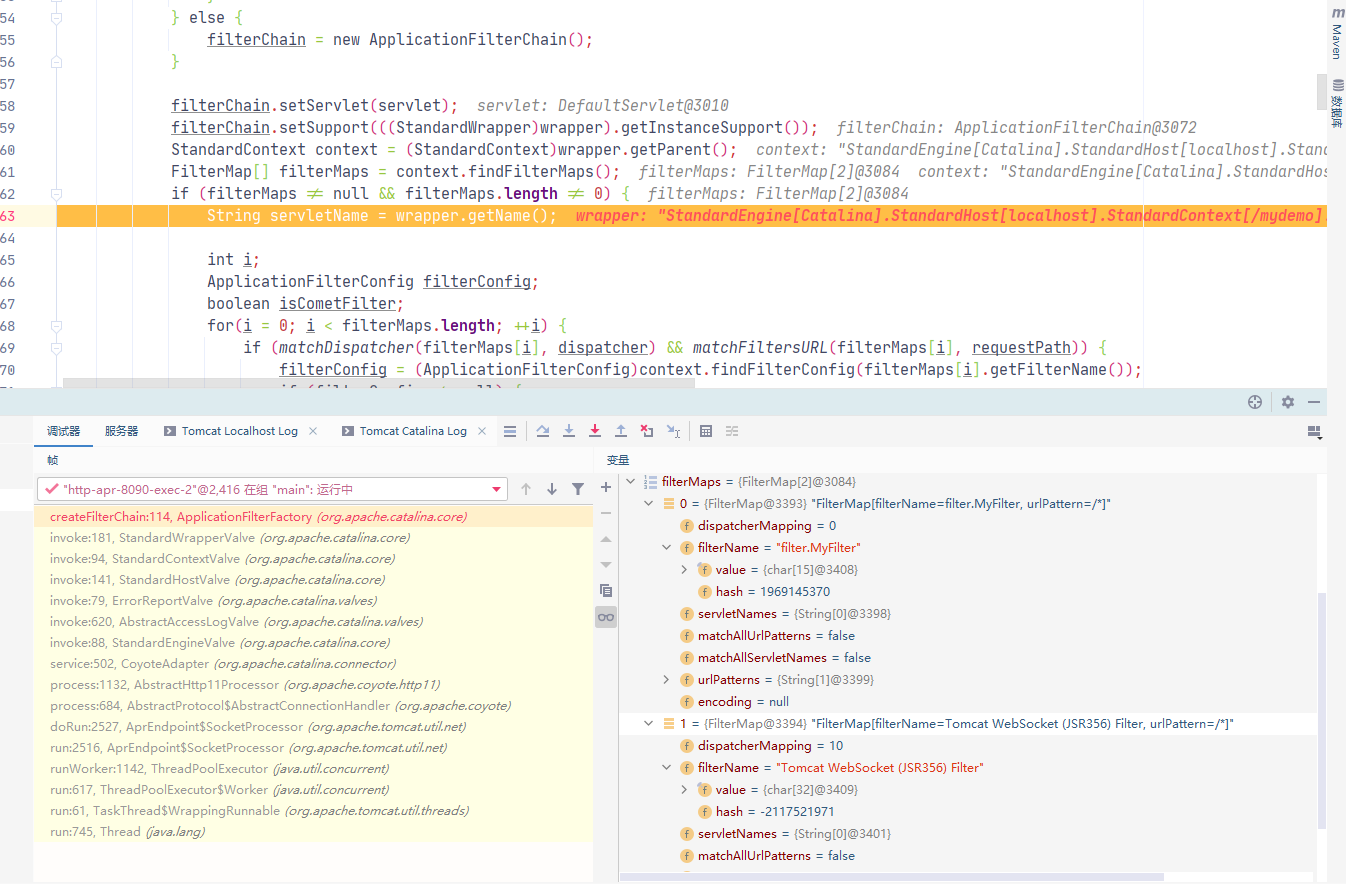 54 } else {
55 filterChain = new ApplicationFilterChain();
56 }
57
58 filterChain.setServlet(servlet); servlet: DefaultServlet@3010
59 filterChain.setSupport(((StandardWrapper)wrapper).getInstanceSupport()); filterChain: ApplicationFilterChain@3072
60 StandardContext context = (StandardContext)wrapper.getParent(); context: "StandardEngine[Catalina].StandardHost[localhost].Stand
61 FilterMap[] filterMaps = context.findFilterMaps(); filterMaps: FilterMap[2]@3084 context: "StandardEngine[Catalina].StandardHos
62 if (filterMaps ≠ null && filterMaps.length ≠ 0) { filterMaps: FilterMap[2]@3084
63 String servletName = wrapper.getName(); wrapper: "StandardEngine[Catalina].StandardHost[localhost].StandardContext[/mydemo].
64
65 int i;
66 ApplicationFilterConfig filterConfig;
67 boolean isCometFilter;
68 for(i = 0; i < filterMaps.length; ++i) {
69 if (matchDispatcher(filterMaps[i], dispatcher) && matchFiltersURL(filterMaps[i], requestPath)) {
70 filterConfig = (ApplicationFilterConfig)context.findFilterConfig(filterMaps[i].getFilterName());
m Maven
数据库
调试器 服务器 Tomcat Localhost Log × Tomcat Catalina Log ×
帧
"http-apr-8090-exec-2"@2,416 在组 "main": 运行中
createFilterChain:114, ApplicationFilterFactory (org.apache.catalina.core)
invoke:181, StandardWrapperValve (org.apache.catalina.core)
invoke:94, StandardContextValve (org.apache.catalina.core)
invoke:141, StandardHostValve (org.apache.catalina.core)
invoke:79, ErrorReportValve (org.apache.catalina.valves)
invoke:620, AbstractAccessLogValve (org.apache.catalina.valves)
invoke:88, StandardEngineValve (org.apache.catalina.core)
service:502, CoyoteAdapter (org.apache.catalina.connector)
process:1132, AbstractHttp11Processor (org.apache.coyote.http11)
process:684, AbstractProtocol$AbstractConnectionHandler (org.apache.coyote)
doRun:2527, AprEndpoint$SocketProcessor (org.apache.tomcat.util.net)
run:2516, AprEndpoint$SocketProcessor (org.apache.tomcat.util.net)
runWorker:1142, ThreadPoolExecutor (java.util.concurrent)
run:617, ThreadPoolExecutor$Worker (java.util.concurrent)
run:61, TaskThread$WrappingRunnable (org.apache.tomcat.util.threads)
run:745, Thread (java.lang)
变量
filterMaps = {FilterMap[2]@3084}
0 = {FilterMap@3393} "FilterMap[filterName=filter.MyFilter, urlPattern=/*]"
f dispatcherMapping = 0
f filterName = "filter.MyFilter"
f value = {char[15]@3408}
f hash = 1969145370
f servletNames = {String[0]@3398}
f matchAllUrlPatterns = false
f matchAllServletNames = false
f urlPatterns = {String[1]@3399}
f encoding = null
1 = {FilterMap@3394} "FilterMap[filterName=Tomcat WebSocket (JSR356) Filter, urlPattern=/*]"
f dispatcherMapping = 10
f filterName = "Tomcat WebSocket (JSR356) Filter"
f value = {char[32]@3409}
f hash = -2117521971
f servletNames = {String[0]@3401}
f matchAllUrlPatterns = false